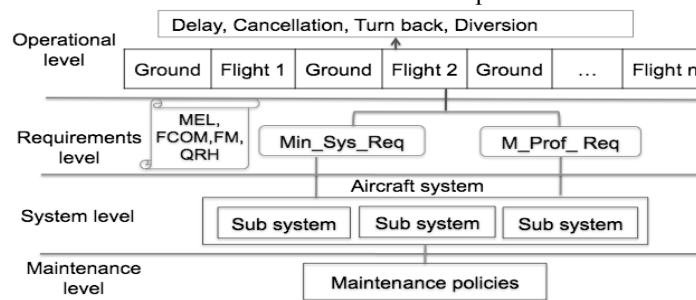 Delay, Cancellation, Turn back, Diversion
Operational
level
Ground Flight 1 Ground Flight 2 Ground ... Flight n
Requirements
level
MEL,
FCOM,FM,
QRH
Min_Sys_Req
M_Prof_ Req
Aircraft system
System level
Sub system Sub system Sub system
Maintenance
level
Maintenance policies